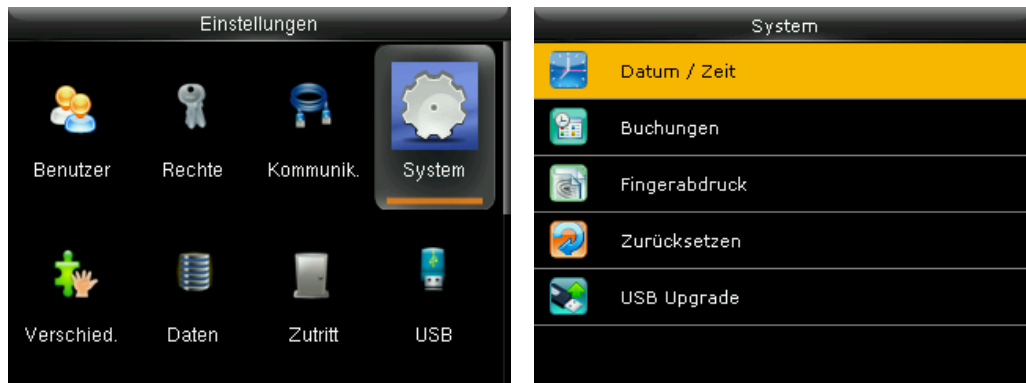 Einstellungen
Benutzer
Rechte
Kommunik.
System
Verschied.
Daten
Zutritt
USB
System
Datum / Zeit
Buchungen
Fingerabdruck
Zurücksetzen
USB Upgrade